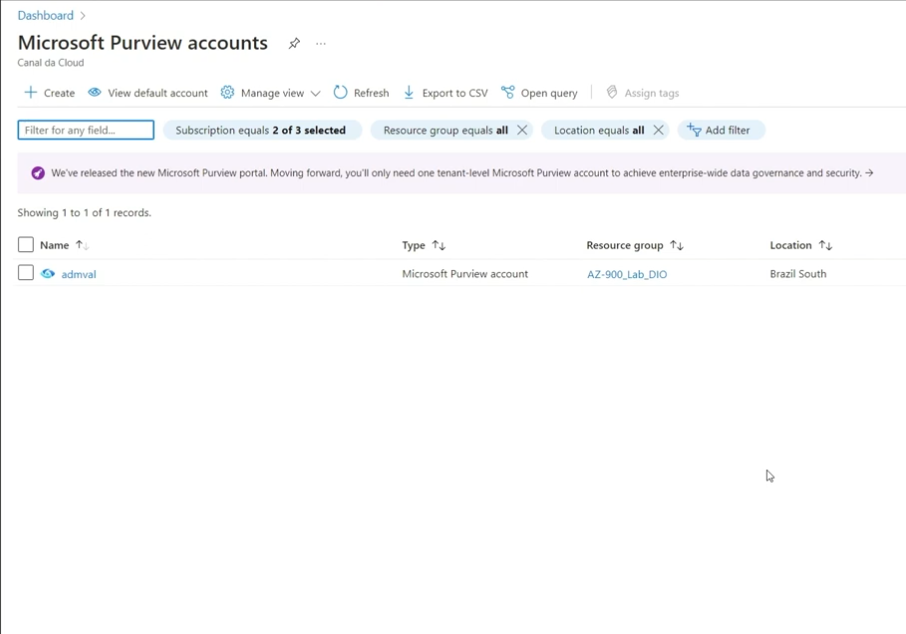 Dashboard >
Microsoft Purview accounts ...
Canal da Cloud
Create View default account Manage view Refresh Export to CSV Open query Assign tags
Filter for any field... Subscription equals 2 of 3 selected Resource group equals all Location equals all Add filter
We've released the new Microsoft Purview portal. Moving forward, you'll only need one tenant-level Microsoft Purview account to achieve enterprise-wide data governance and security. →
Showing 1 to 1 of 1 records.
Name ↑↓ Type ↑↓ Resource group ↑↓ Location ↑↓
admval Microsoft Purview account AZ-900_Lab_DIO Brazil South